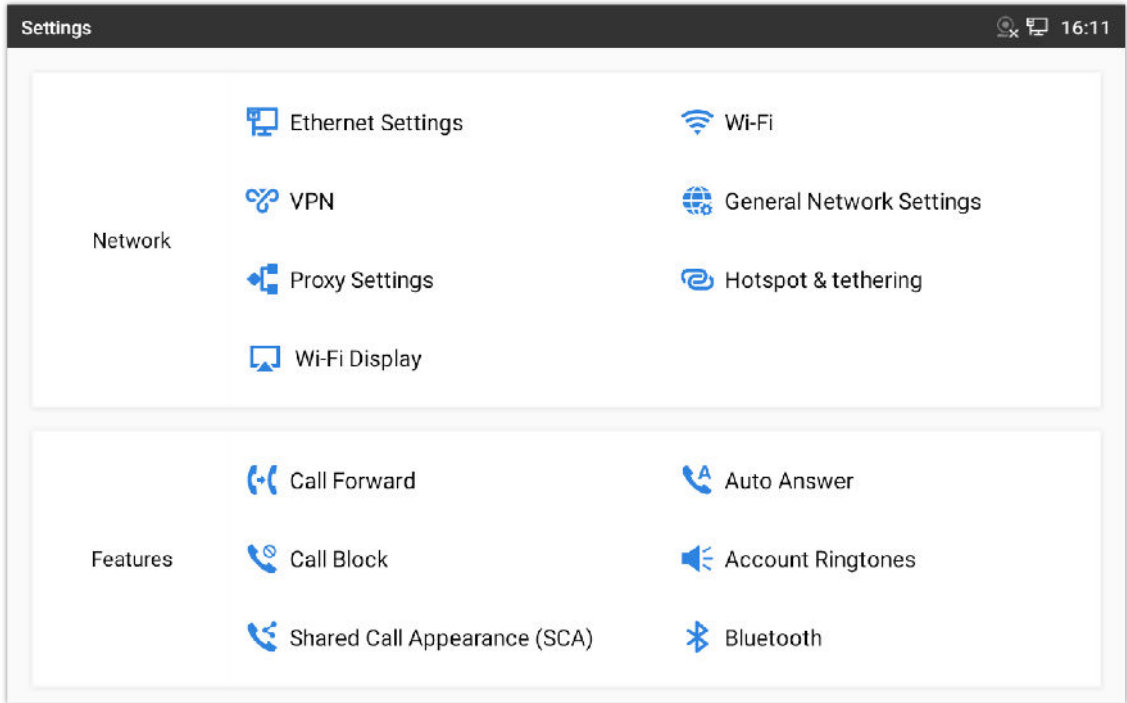 Settings 16:11
Ethernet Settings Wi-Fi
VPN General Network Settings
Network
Proxy Settings Hotspot & tethering
Wi-Fi Display
Call Forward A Auto Answer
Features Call Block Account Ringtones
Shared Call Appearance (SCA) Bluetooth